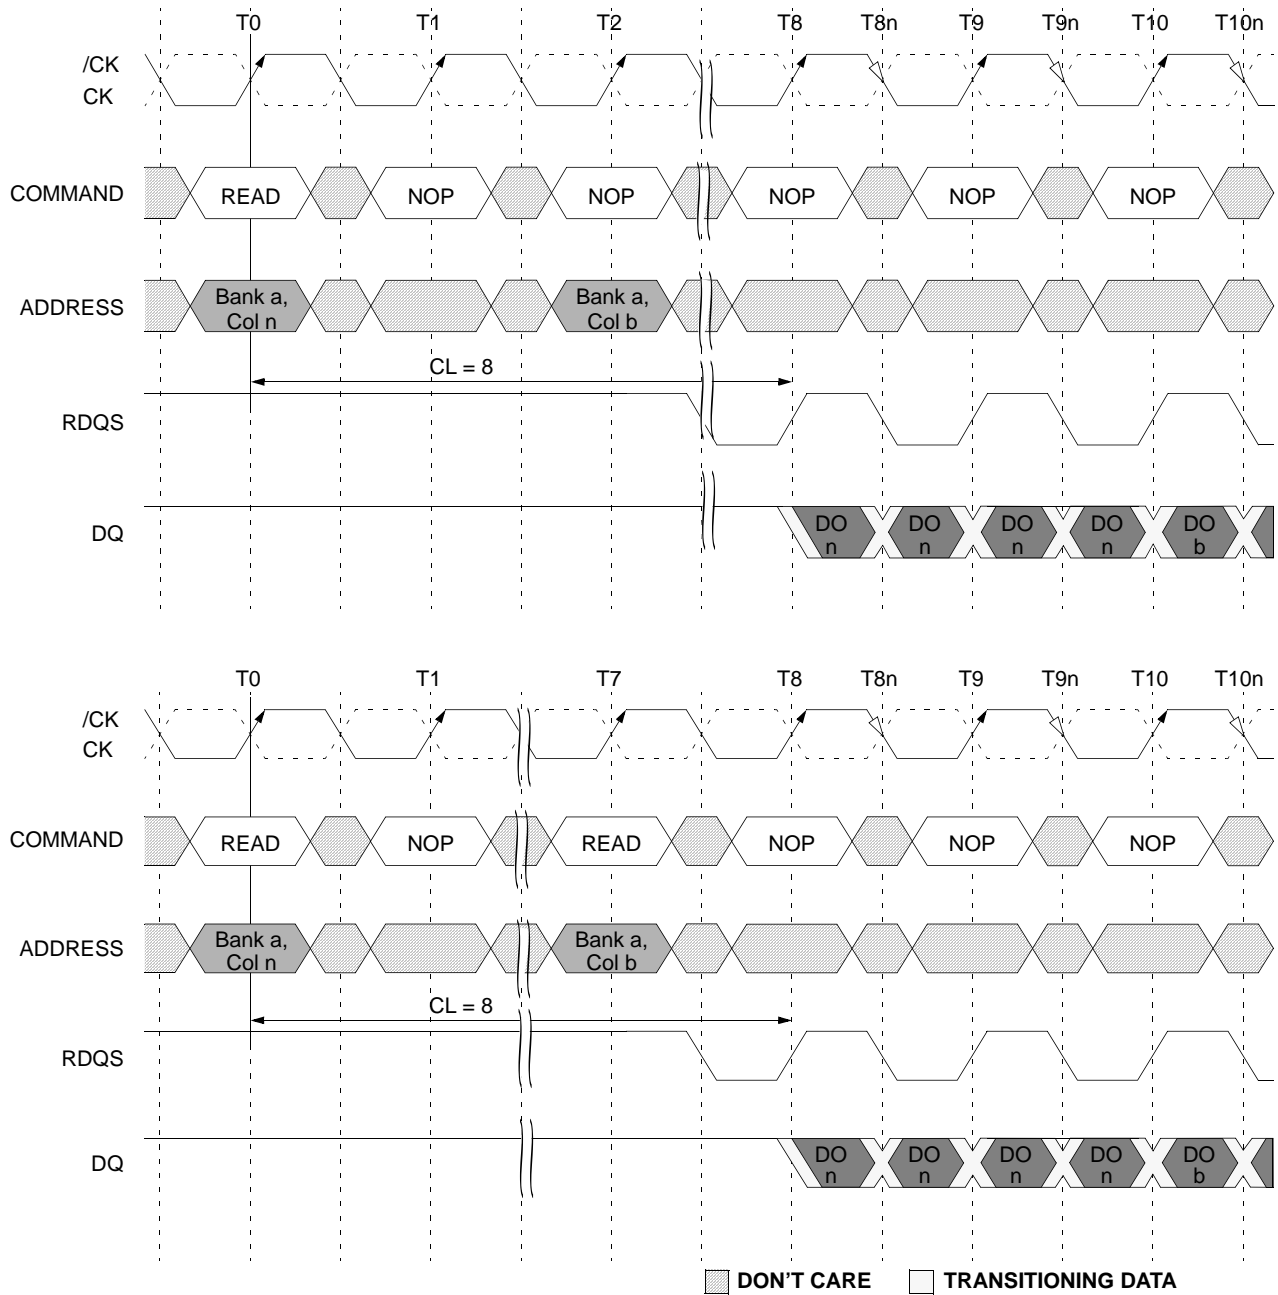 T0 T1 T2 T8 T8n T9 T9n T10 T10n
/CK
CK
COMMAND READ NOP NOP NOP NOP NOP
ADDRESS Bank a, Col n Bank a, Col b
CL = 8
RDQS
DQ DO n DO n DO n DO n DO b
T0 T1 T7 T8 T8n T9 T9n T10 T10n
/CK
CK
COMMAND READ NOP READ NOP NOP NOP
ADDRESS Bank a, Col n Bank a, Col b
CL = 8
RDQS
DQ DO n DO n DO n DO n DO b
DON'T CARE TRANSITIONING DATA